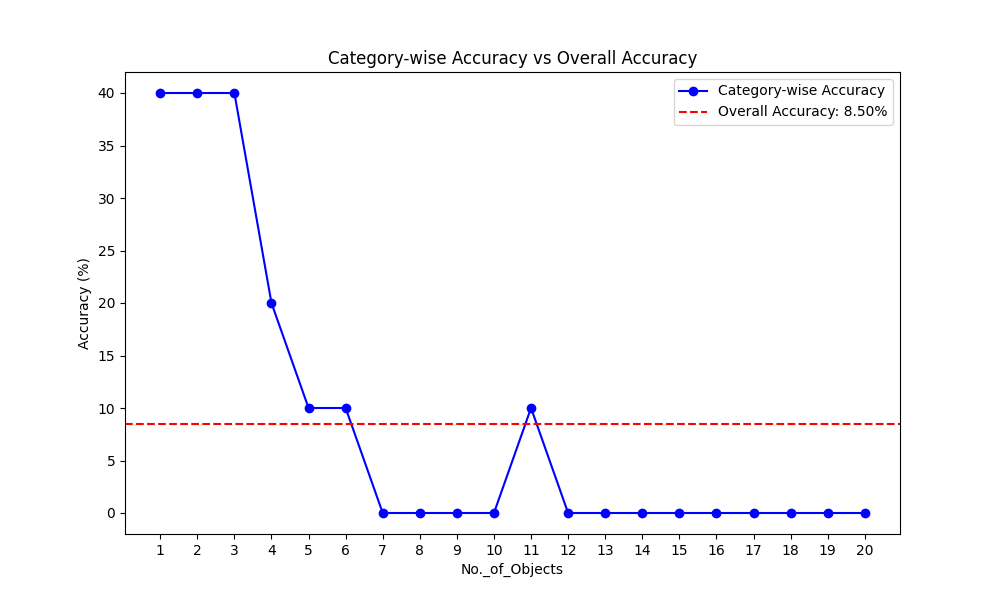 Category-wise Accuracy vs Overall Accuracy
Category-wise Accuracy
Overall Accuracy: 8.50%
Accuracy (%)
40
35
30
25
20
15
10
5
0
1 2 3 4 5 6 7 8 9 10 11 12 13 14 15 16 17 18 19 20
No._of_Objects